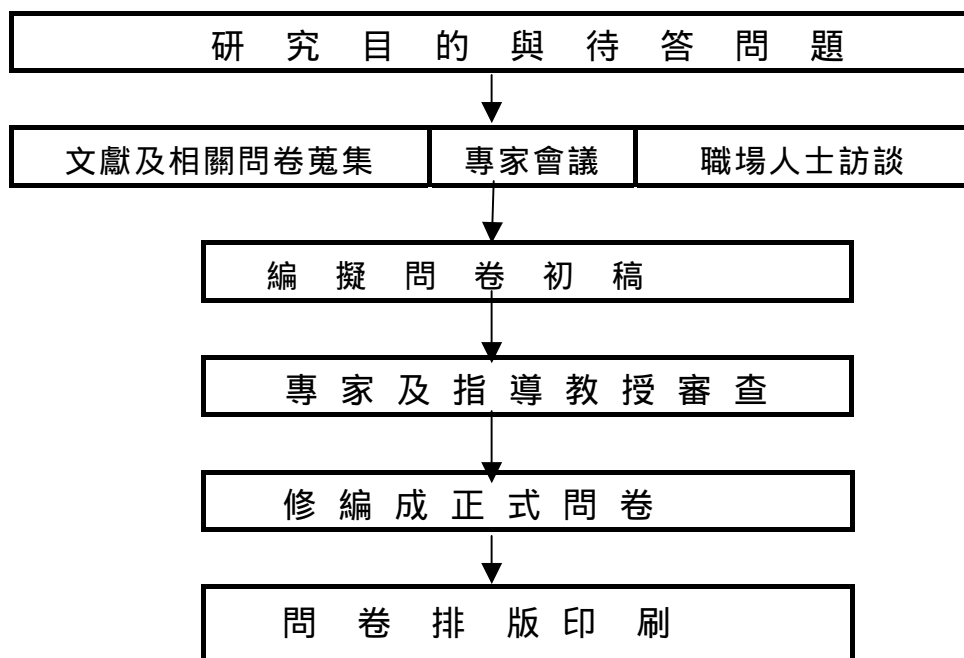 研究目的與待答問題
文獻及相關問卷蒐集 專家會議 職場人士訪談
編擬問卷初稿
專家及指導教授審查
修編成正式問卷
問卷排版印刷